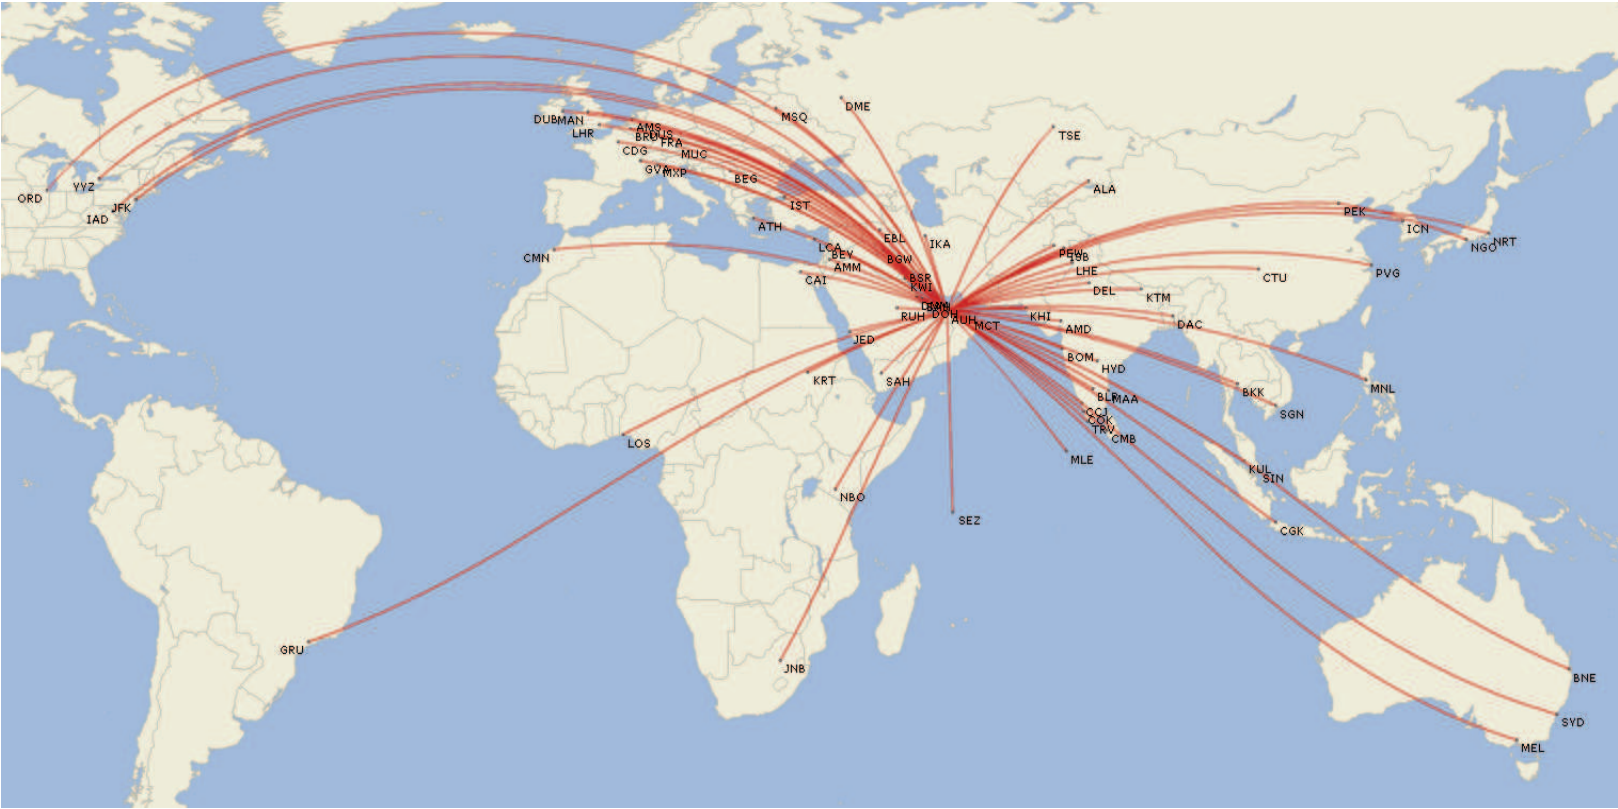 DME
MSQ
DUB
MAN
AMS
LHR
BRU
DUS
TSE
FRA
CDG
MUC
GVA
MXP
BEG
YYZ
ORD
ALA
IST
JFK
IAD
PEK
ATH
ICN
EBL
IKA
NRT
LCA
NGO
BEY
PEW
ISB
CMN
BGW
AMM
LHE
PVG
BSR
CTU
CAI
KWI
DEL
KTM
DMM
BAH
DOH
RUH
KHI
AUH
MCT
DAC
AMD
JED
BOM
HYD
KRT
SAH
MNL
BKK
BLR
MAA
CCJ
SGN
COK
TRV
CMB
LOS
MLE
KUL
SIN
NBO
SEZ
CGK
GRU
JNB
BNE
SYD
MEL